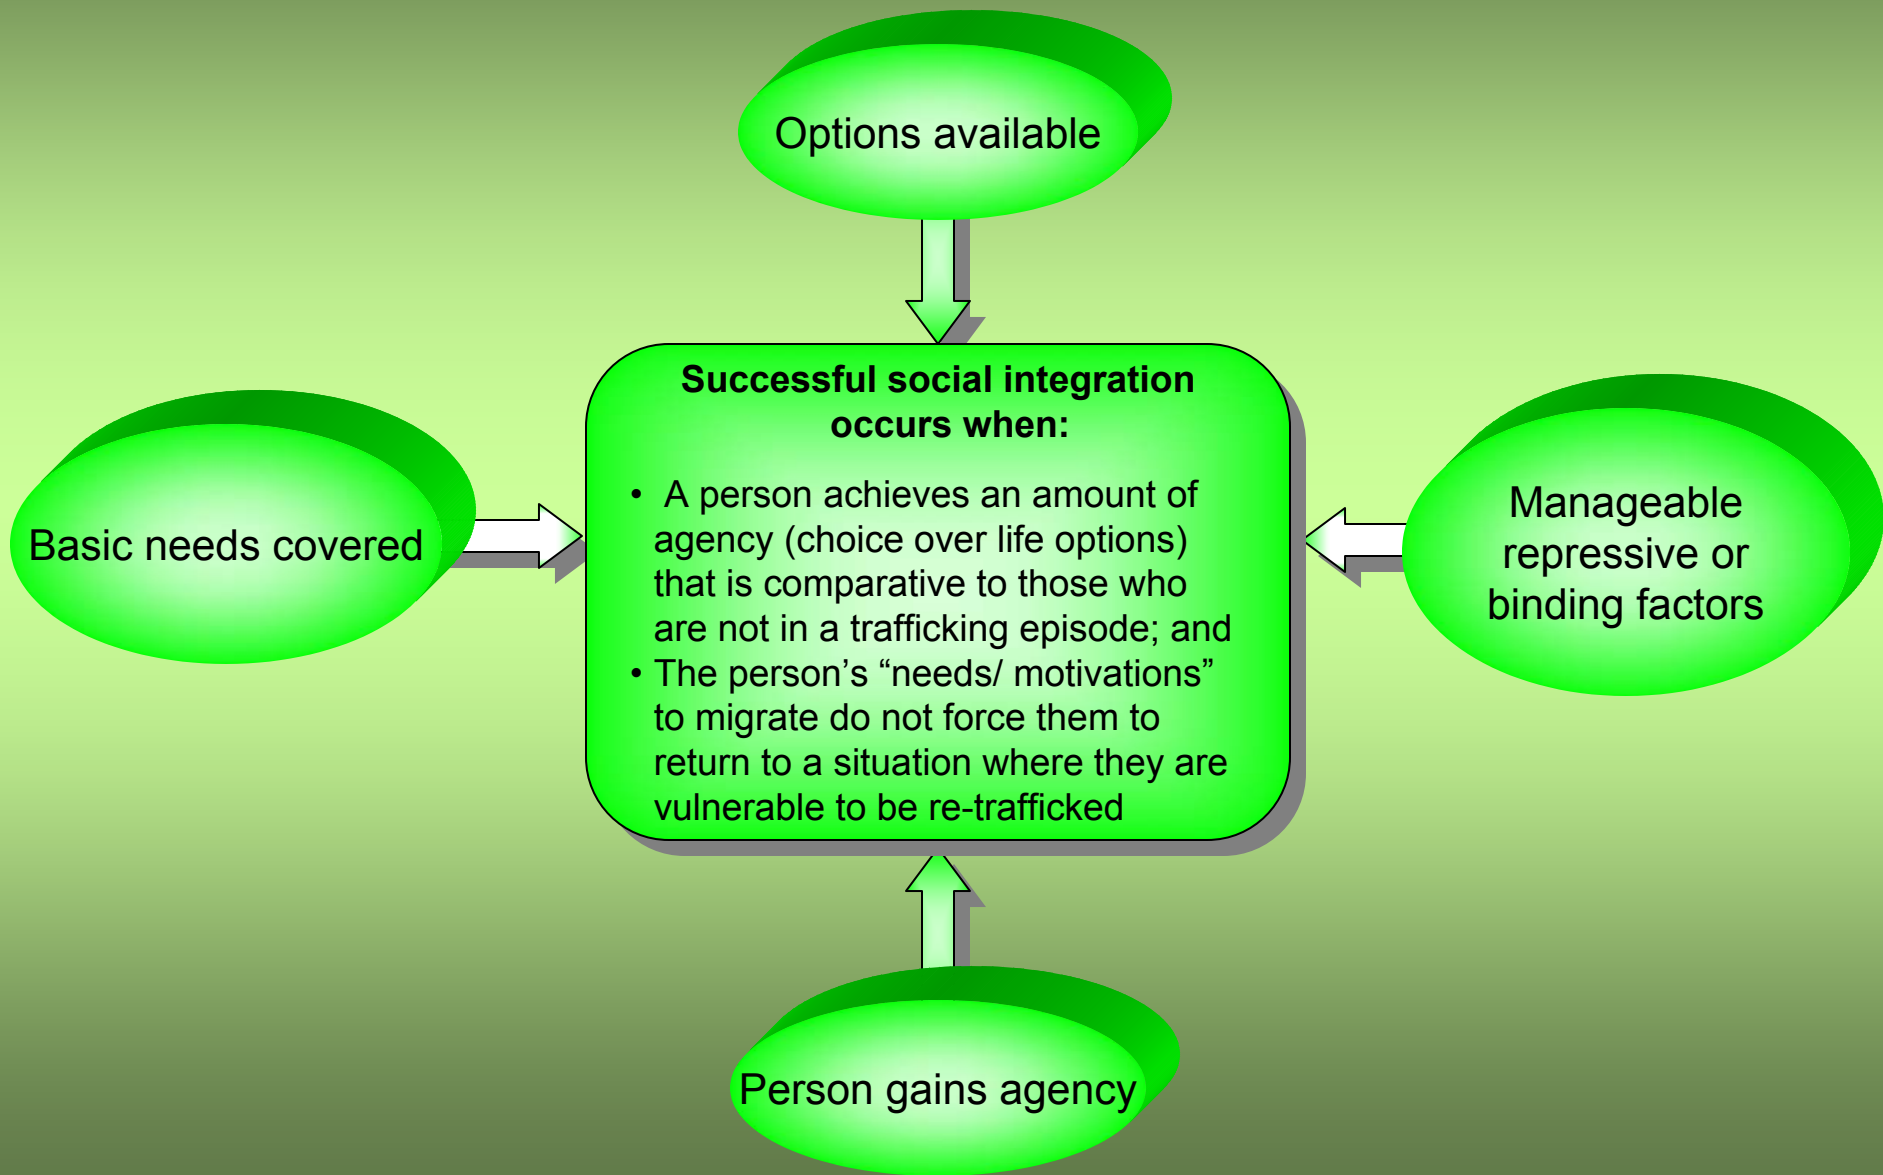 Options available
Successful social integration
occurs when:
• A person achieves an amount of
agency (choice over life options)
that is comparative to those who
are not in a trafficking episode; and
• The person’s “needs/ motivations”
to migrate do not force them to
return to a situation where they are
vulnerable to be re-trafficked
Basic needs covered
Manageable
repressive or
binding factors
Person gains agency